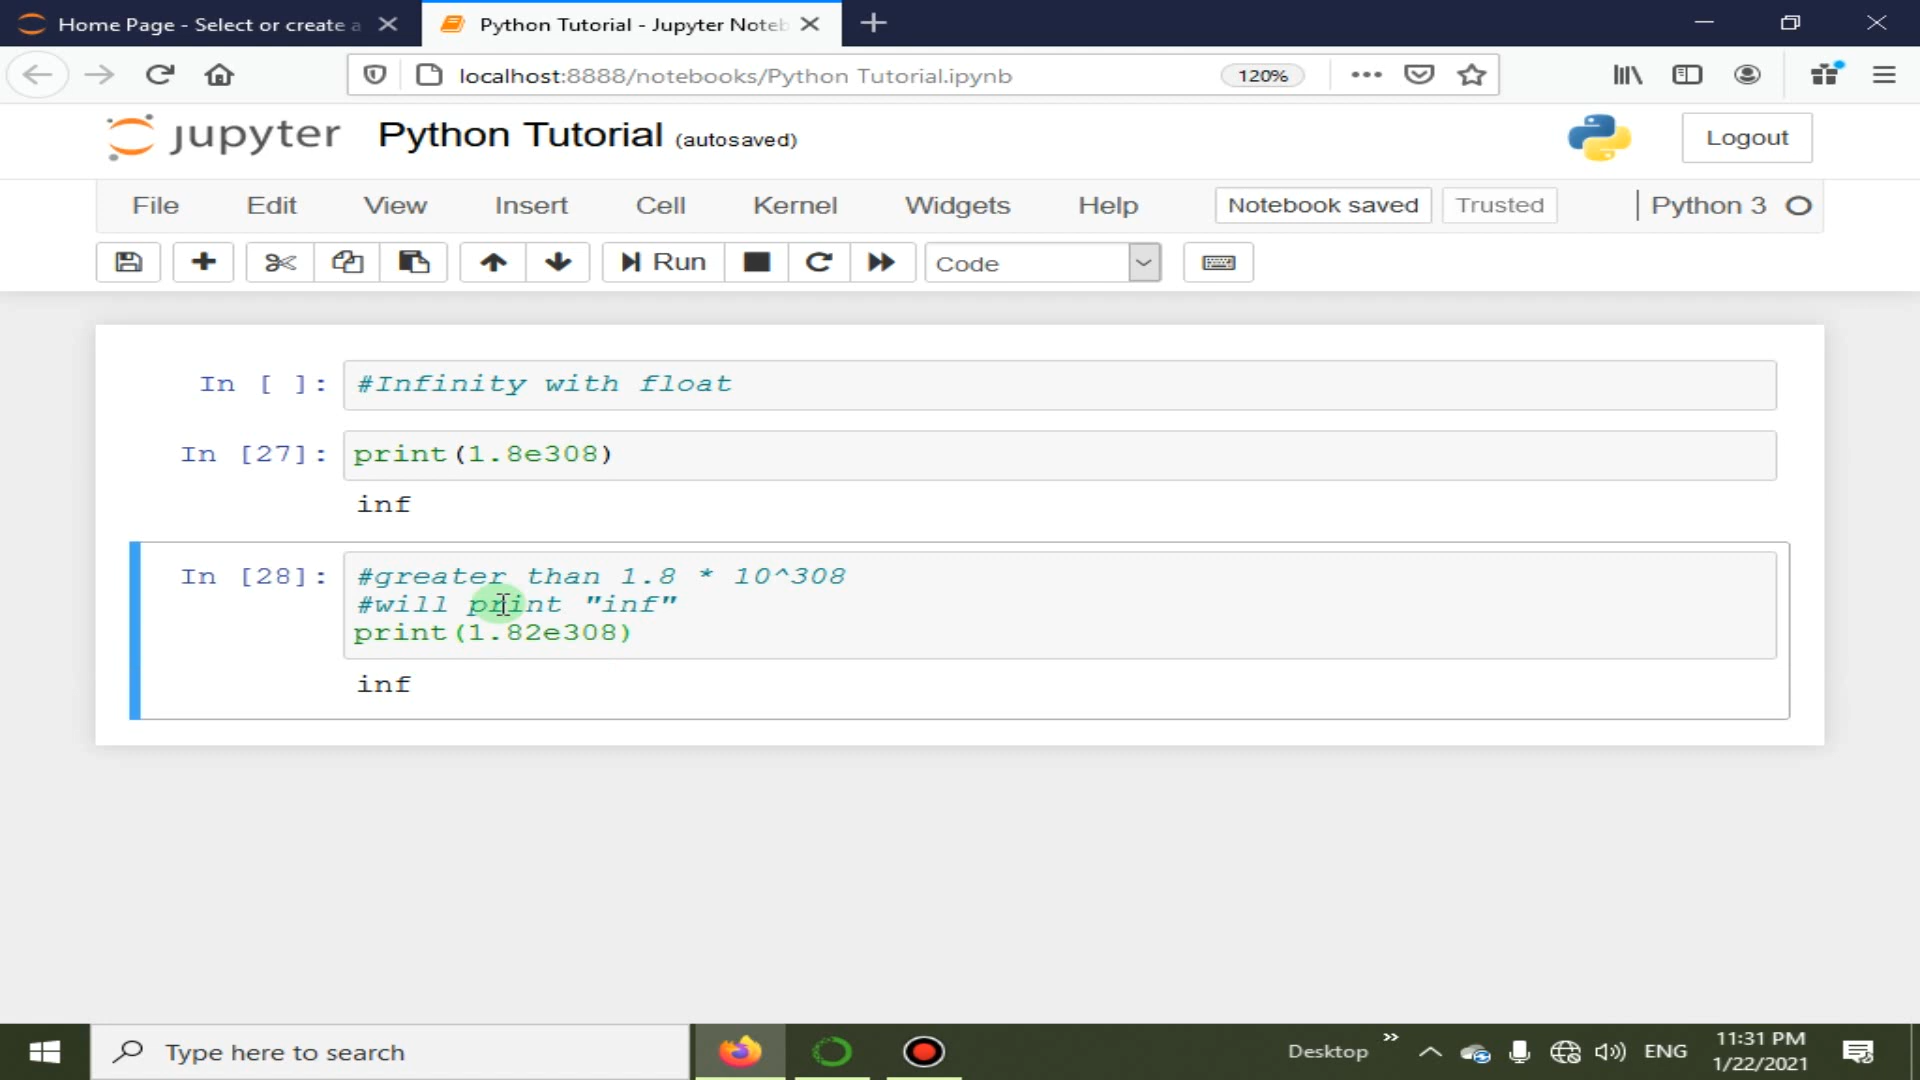 Home Page - Select or create a
Python Tutorial - Jupyter Noteb
localhost:8888/notebooks/Python Tutorial.ipynb
120%
jupyter Python Tutorial (autosaved)
Logout
File Edit View Insert Cell Kernel Widgets Help
Notebook saved Trusted Python 3
Run Code
In [ ]: #Infinity with float
In [27]: print(1.8e308)
inf
In [28]: #greater than 1.8 * 10^308
#will print "inf"
print(1.82e308)
inf
Type here to search
Desktop ENG
11:31 PM
1/22/2021